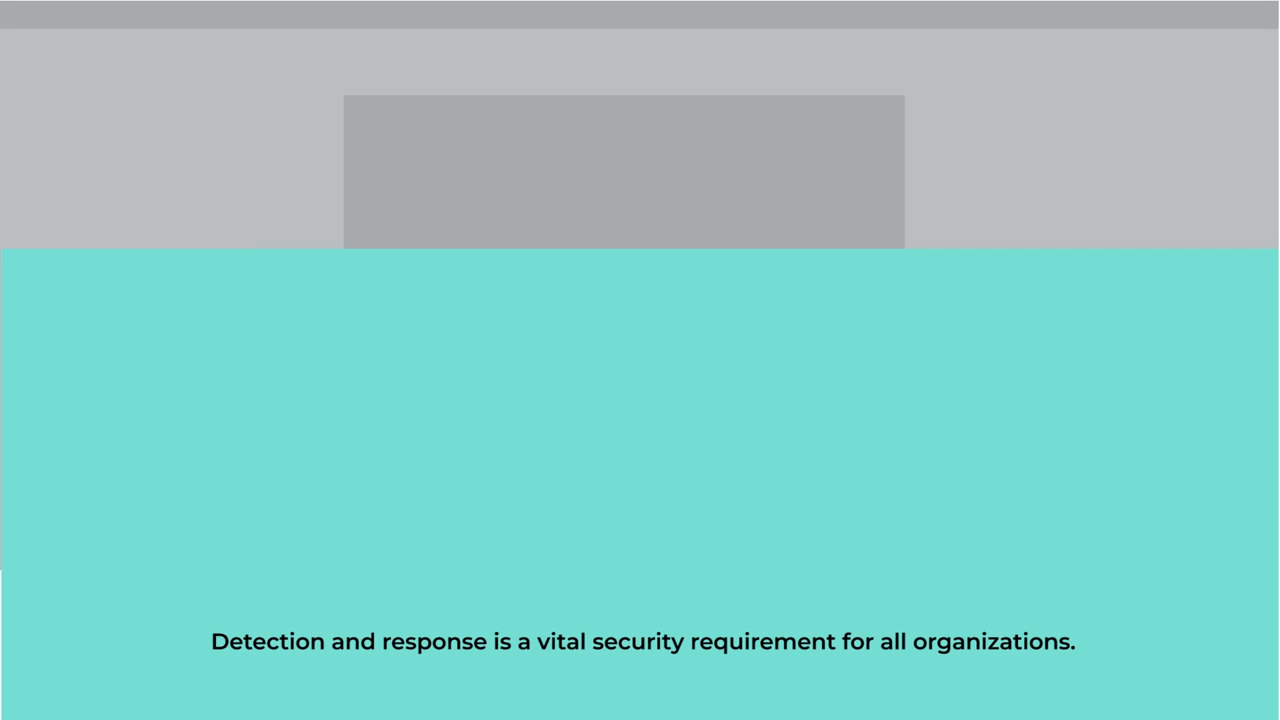 Detection and response is a vital security requirement for all organizations.